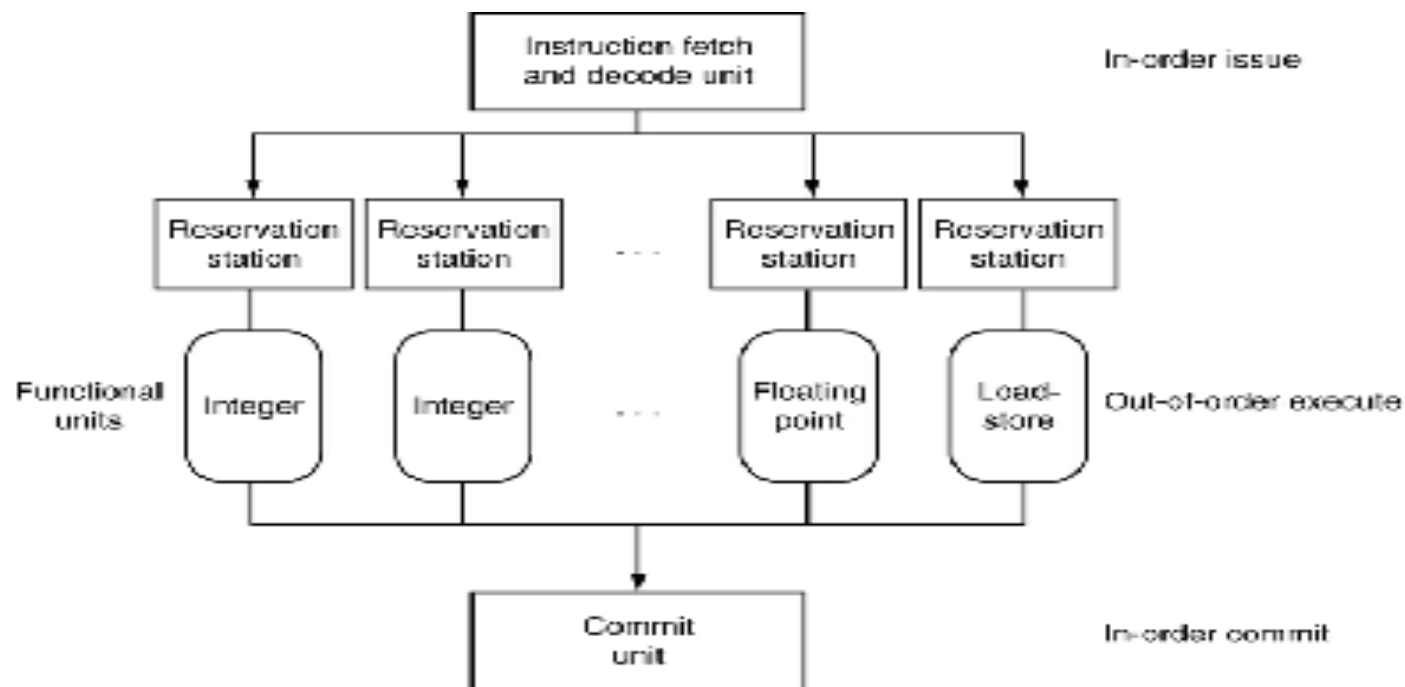 Instruction fetch
and decode unit
In-order issue
Reservation
station
Reservation
station
...
Reservation
station
Reservation
station
Functional
units
Integer
Integer
...
Floating
point
Load-
store
Out-of-order execute
Commit
unit
In-order commit